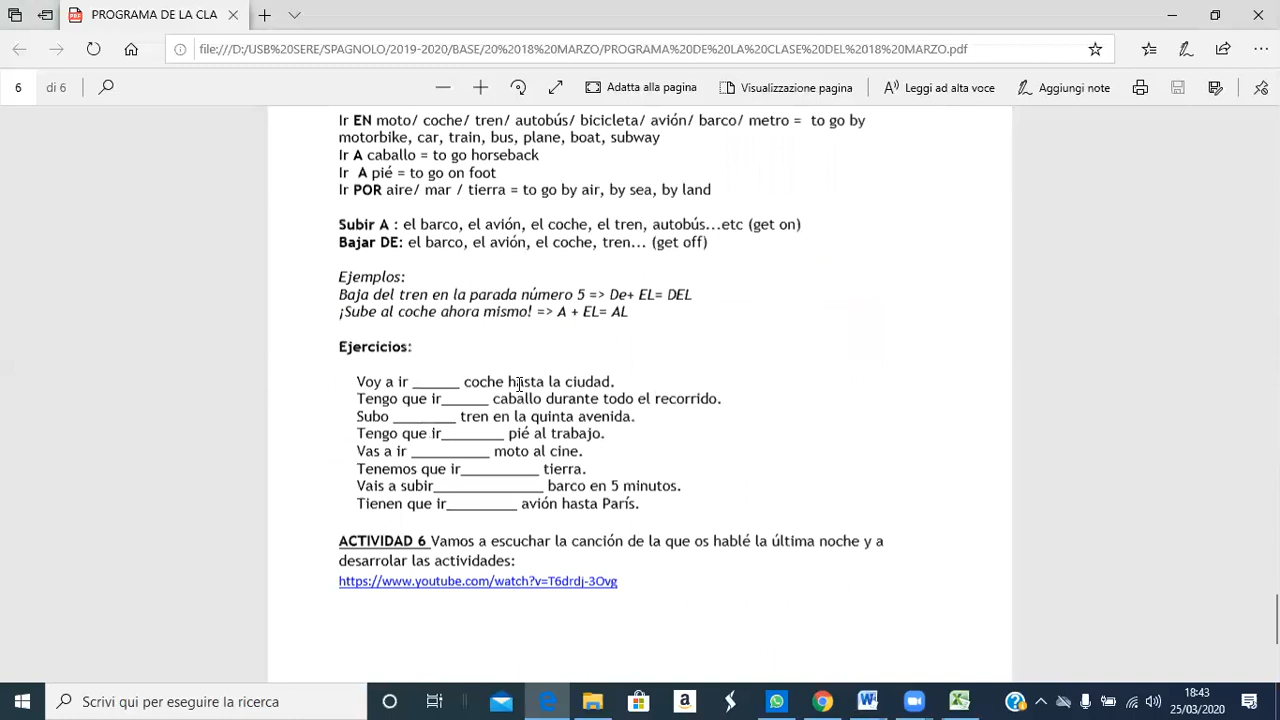 PROGRAMA DE LA CLA
file:///D:/USB%20SERE/SPAGNOLO/2019-2020/BASE/20%2018%20MARZO/PROGRAMA%20DE%20LA%20CLASE%20DEL%2018%20MARZO.pdf
6 di 6 Adatta alla pagina Visualizzazione pagine Leggi ad alta voce Aggiungi note
Ir EN moto/ coche/ tren/ autobús/ bicicleta/ avión/ barco/ metro = to go by
motorbike, car, train, bus, plane, boat, subway
Ir A caballo = to go horseback
Ir A pié = to go on foot
Ir POR aire/ mar / tierra = to go by air, by sea, by land
Subir A : el barco, el avión, el coche, el tren, autobús...etc (get on)
Bajar DE: el barco, el avión, el coche, tren... (get off)
Ejemplos:
Baja del tren en la parada número 5 => De+ EL= DEL
¡Sube al coche ahora mismo! => A + EL= AL
Ejercicios:
Voy a ir ______ coche hasta la ciudad.
Tengo que ir______ caballo durante todo el recorrido.
Subo ________ tren en la quinta avenida.
Tengo que ir________ pié al trabajo.
Vas a ir __________ moto al cine.
Tenemos que ir__________ tierra.
Vais a subir______________ barco en 5 minutos.
Tienen que ir_________ avión hasta París.
ACTIVIDAD 6 Vamos a escuchar la canción de la que os hablé la última noche y a
desarrolar las actividades:
https://www.youtube.com/watch?v=T6drdj-3Ovg
Scrivi qui per eseguire la ricerca
18:43
25/03/2020